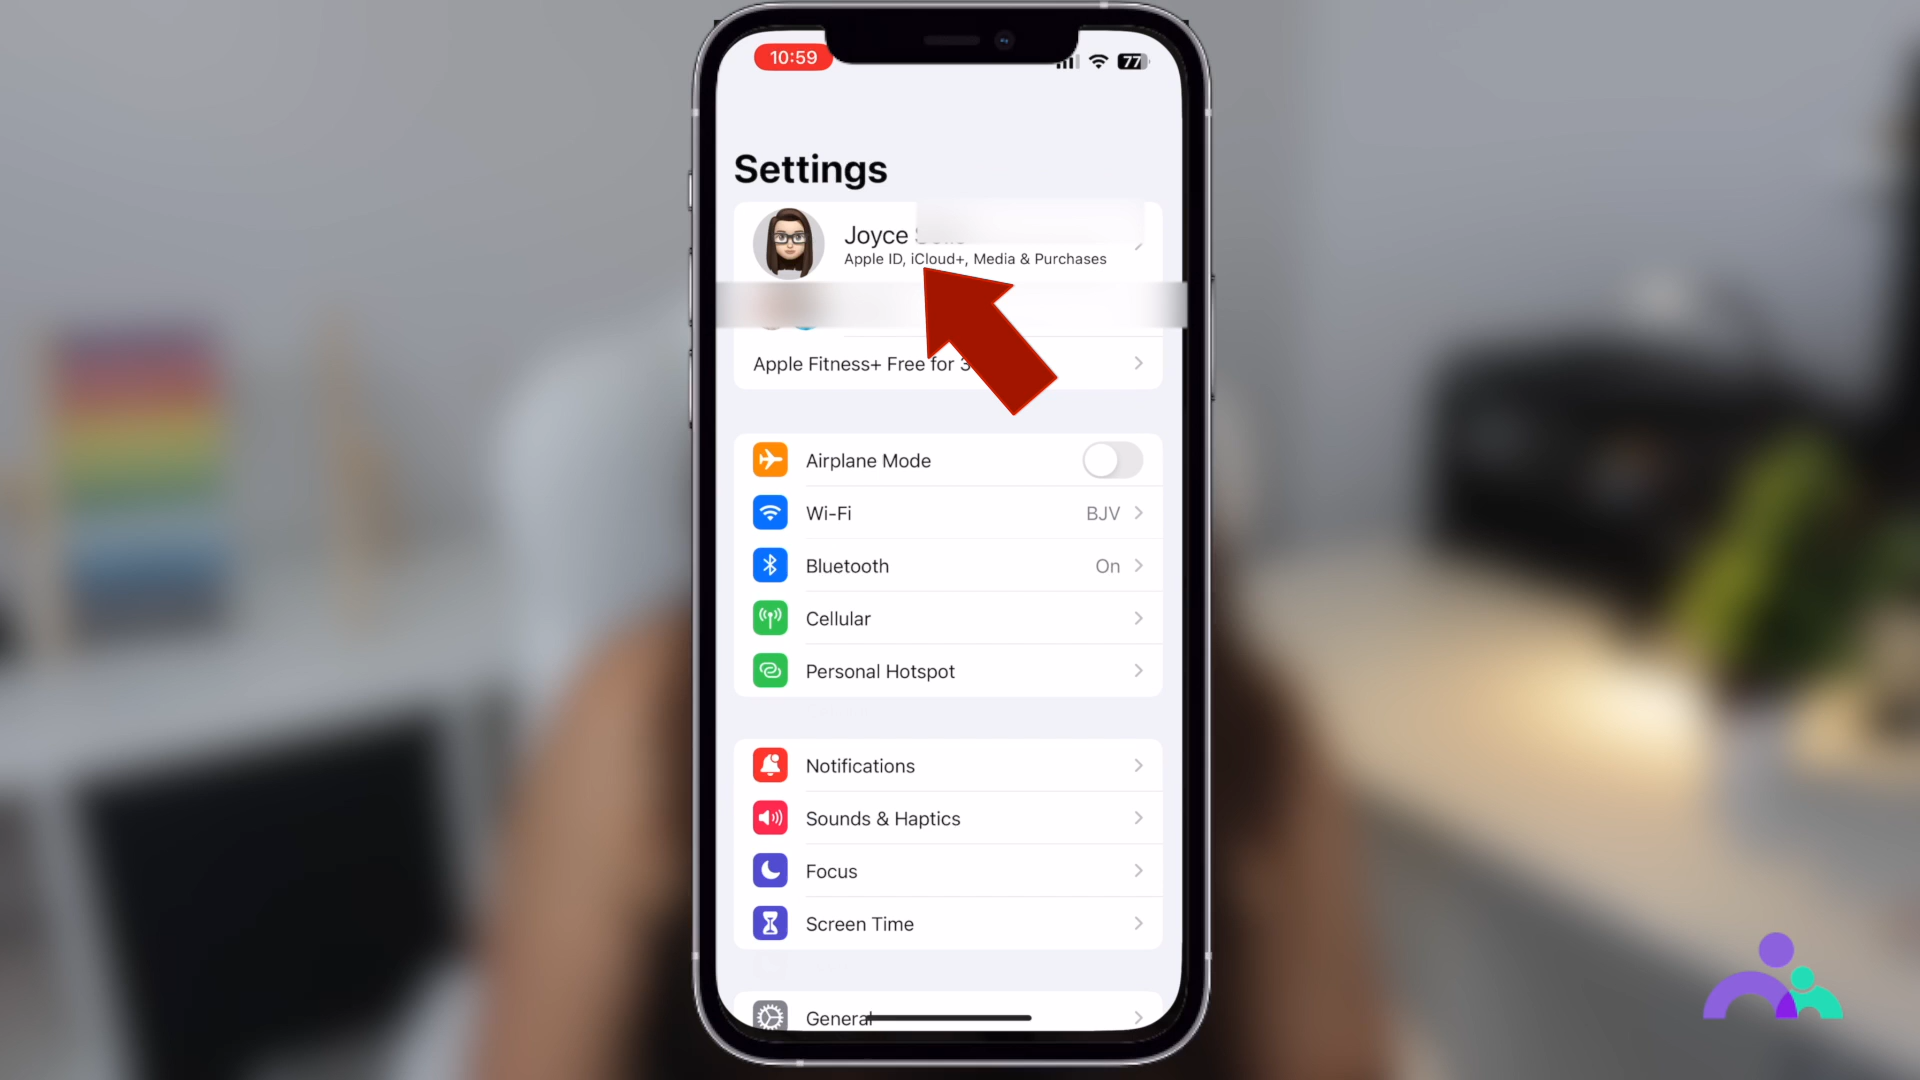 10:59
77
Settings
Joyce
Apple ID, iCloud+, Media & Purchases
Apple Fitness+ Free for 3
Airplane Mode
Wi-Fi BJV
Bluetooth On
Cellular
Personal Hotspot
Notifications
Sounds & Haptics
Focus
Screen Time
General